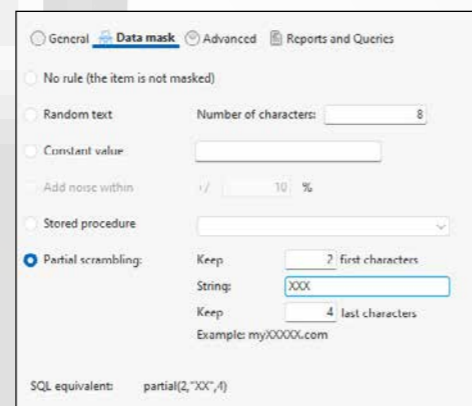 General Data mask Advanced Reports and Queries
No rule (the item is not masked)
Random text Number of characters: 8
Constant value
Add noise within +/ 10 %
Stored procedure
Partial scrambling: Keep 2 first characters
String: XXX
Keep 4 last characters
Example: myXXXXX.com
SQL equivalent: partial(2,"XX",4)